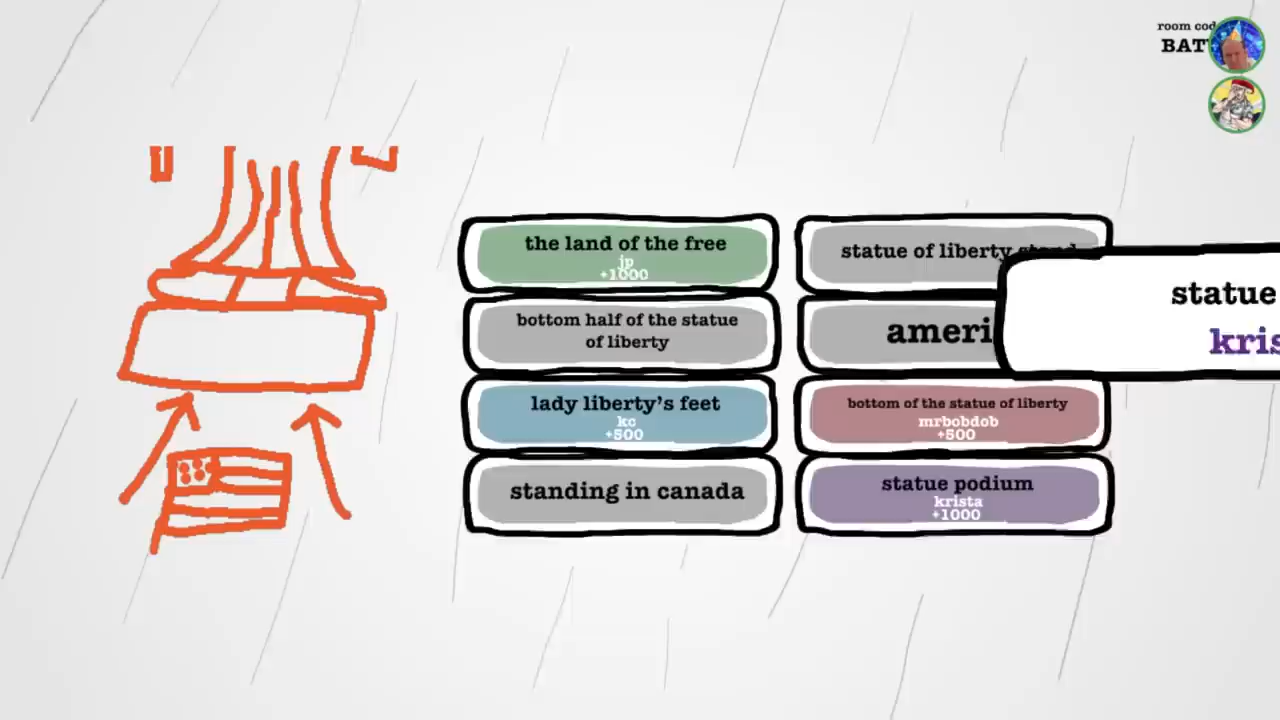 room
BAT
the land of the free
jp
+1000
statue of liberty stand
bottom half of the statue
of liberty
statue
lady liberty's feet
kc
+500
bottom of the statue of liberty
mrbobdob
+500
standing in canada
statue podium
krista
+1000